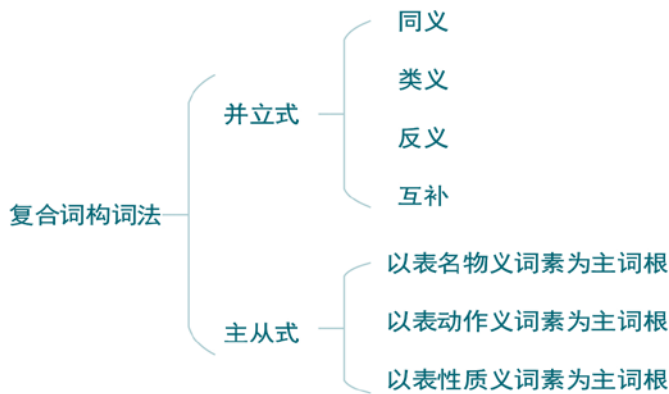 同义
类义
并立式
反义
互补
复合词构词法
以表名物义词素为主词根
以表动作义词素为主词根
主从式
以表性质义词素为主词根